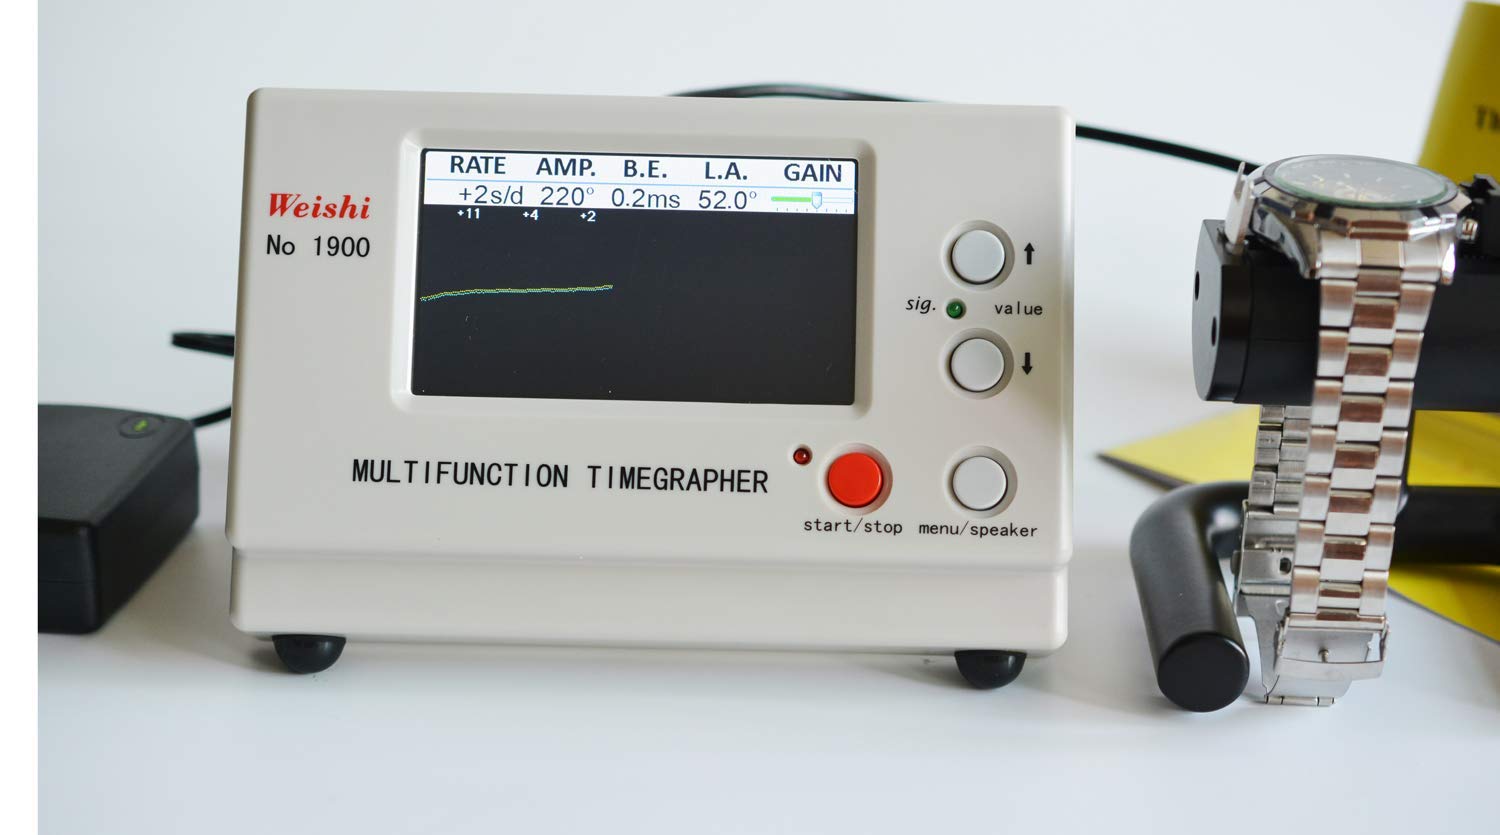 RATE AMP. B.E. L.A. GAIN
+2s/d 220° 0.2ms 52.0°
+11 +4 +2
Weishi
No 1900
↑
sig. value
↓
MULTIFUNCTION TIMEGRAPHER
start/stop menu/speaker